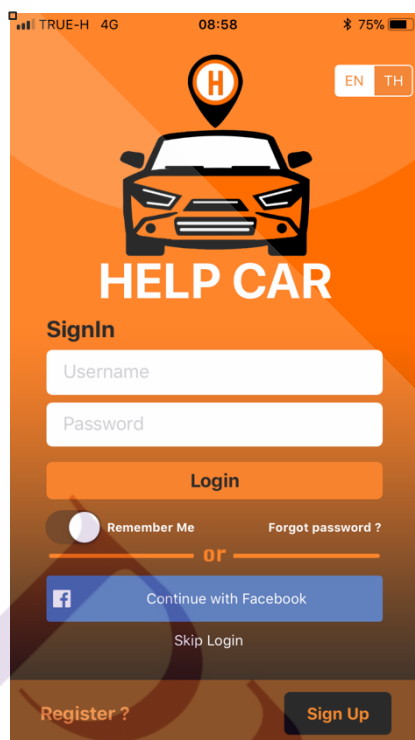 TRUE-H 4G 08:58 75%
H
EN TH
HELP CAR
SignIn
Username
Password
Login
Remember Me Forgot password ?
or
f Continue with Facebook
Skip Login
Register ? Sign Up